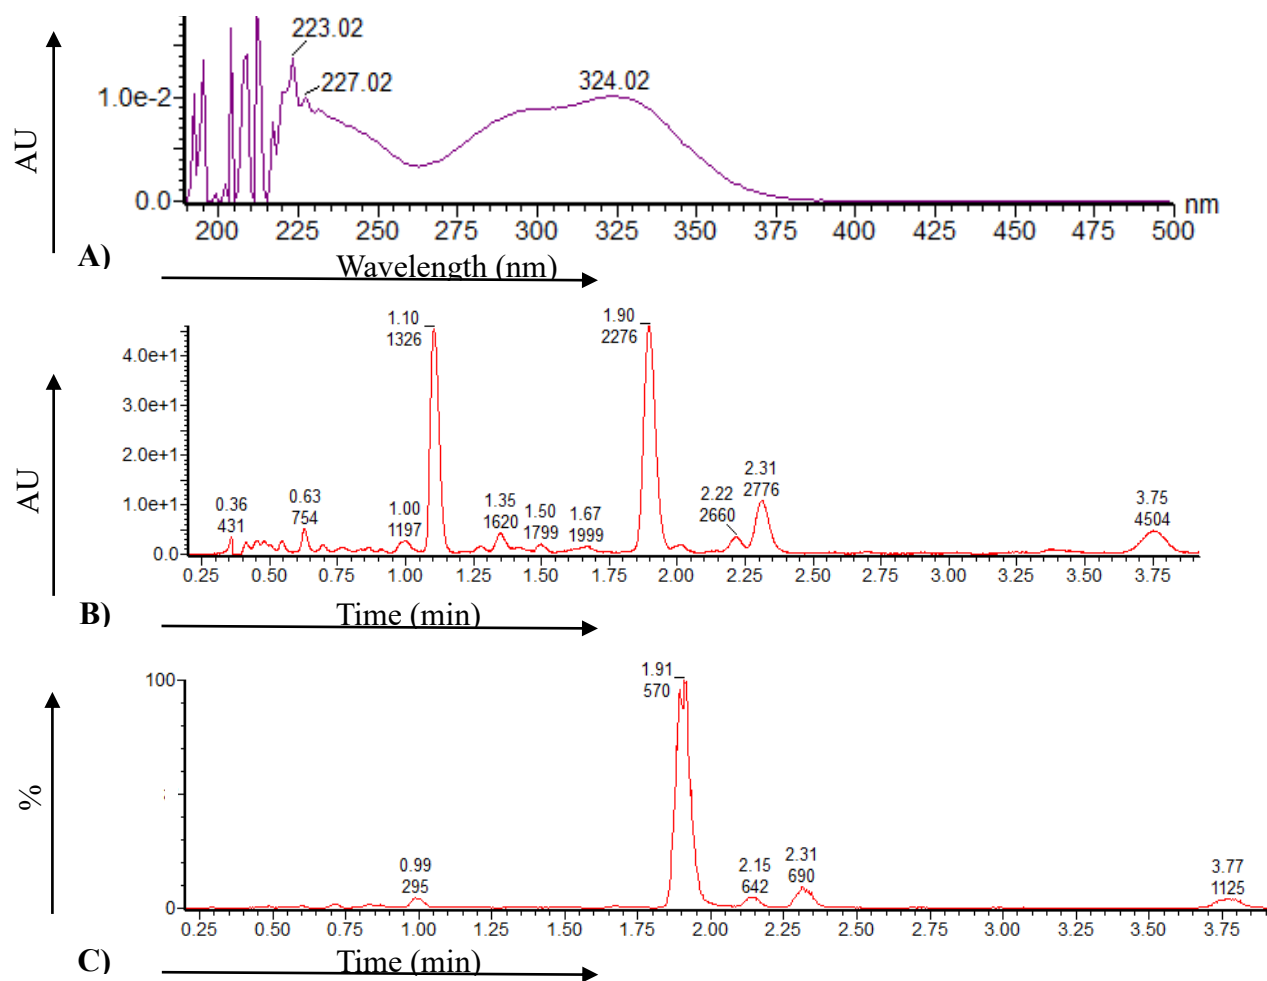 223.02
227.02
324.02
1.0e-2
0.0
AU
nm
200 225 250 275 300 325 350 375 400 425 450 475 500
A)
Wavelength (nm)
1.10
1326
1.90
2276
4.0e+1
3.0e+1
2.0e+1
1.0e+1
0.0
AU
0.36
431
0.63
754
1.00
1197
1.35
1620
1.50
1799
1.67
1999
2.22
2660
2.31
2776
3.75
4504
0.25 0.50 0.75 1.00 1.25 1.50 1.75 2.00 2.25 2.50 2.75 3.00 3.25 3.50 3.75
B)
Time (min)
1.91
570
100
%
0
0.99
295
2.15
642
2.31
690
3.77
1125
0.25 0.50 0.75 1.00 1.25 1.50 1.75 2.00 2.25 2.50 2.75 3.00 3.25 3.50 3.75
C)
Time (min)